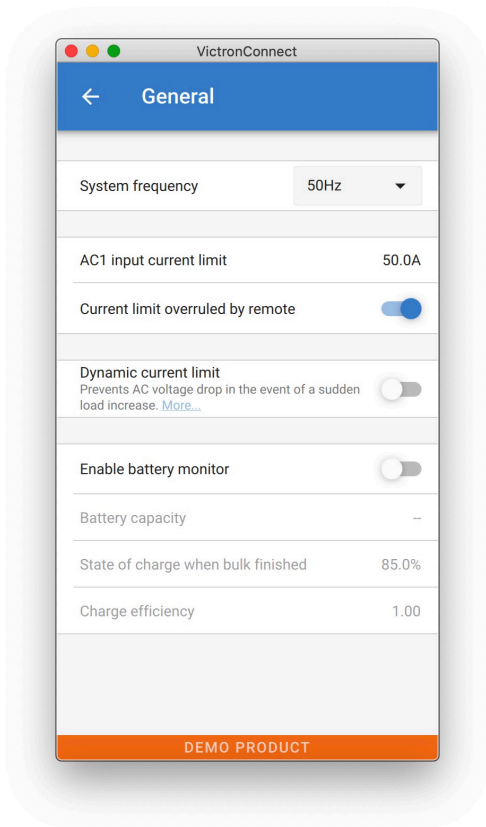 VictronConnect
General
System frequency 50Hz
AC1 input current limit 50.0A
Current limit overruled by remote
Dynamic current limit
Prevents AC voltage drop in the event of a sudden
load increase. More...
Enable battery monitor
Battery capacity --
State of charge when bulk finished 85.0%
Charge efficiency 1.00
DEMO PRODUCT